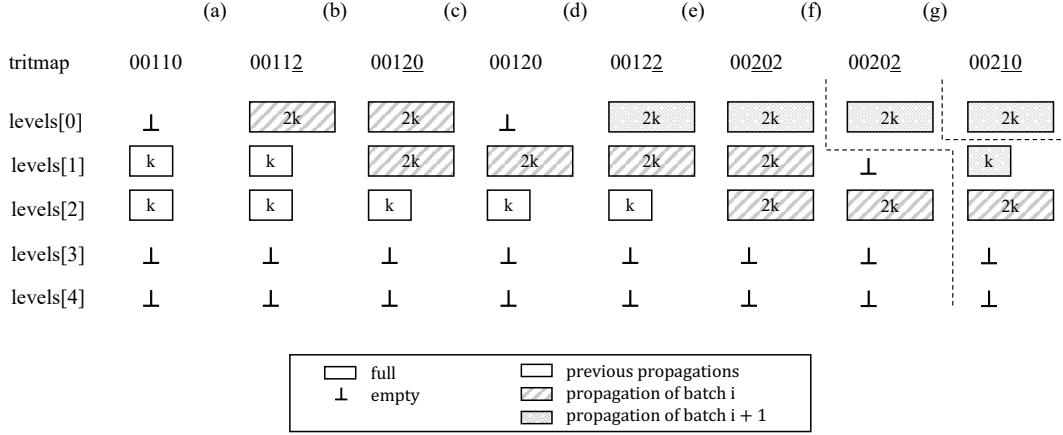 (a) (b) (c) (d) (e) (f) (g)
tritmap 00110 00112 00120 00120 00122 00202 00202 00210
levels[0] ⊥ 2k 2k ⊥ 2k 2k 2k 2k
levels[1] k k 2k 2k 2k 2k ⊥ k
levels[2] k k k k k 2k 2k 2k
levels[3] ⊥ ⊥ ⊥ ⊥ ⊥ ⊥ ⊥ ⊥
levels[4] ⊥ ⊥ ⊥ ⊥ ⊥ ⊥ ⊥ ⊥
full
⊥ empty
previous propagations
propagation of batch i
propagation of batch i + 1